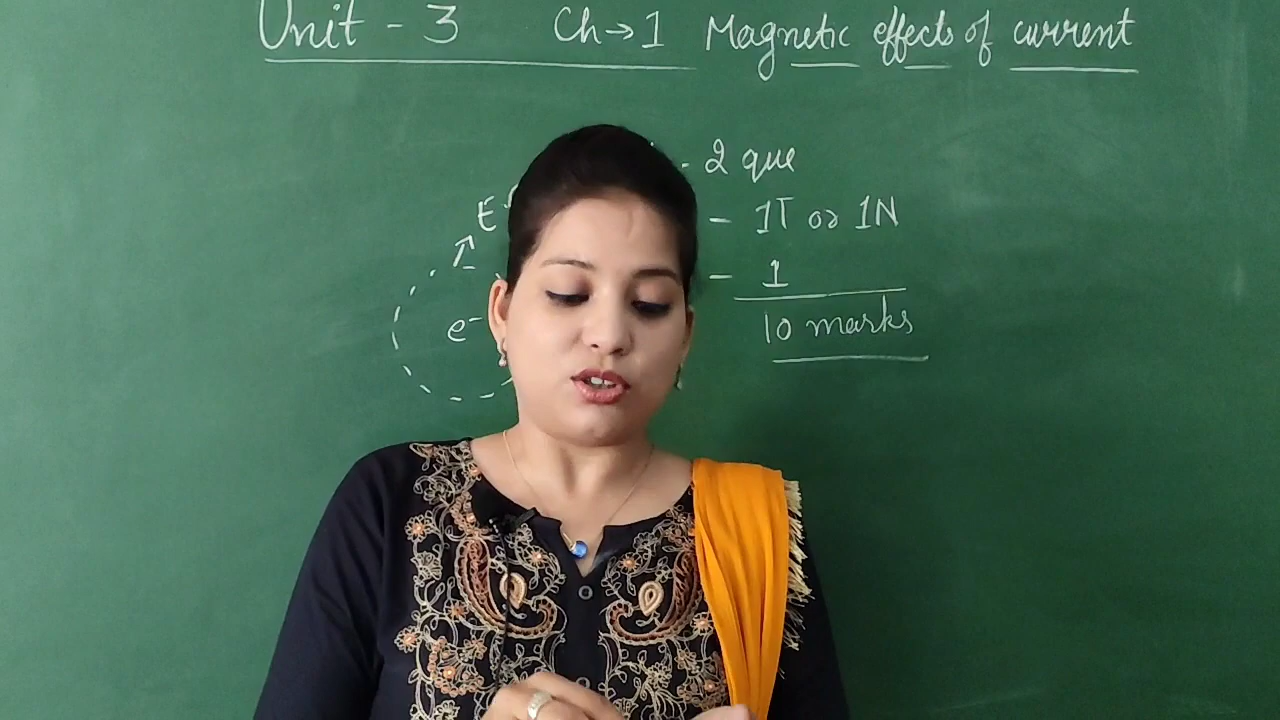 Unit - 3 Ch→1 Magnetic effects of current
- 2 que
- 1T or 1N
- 1
10 marks
e⁻